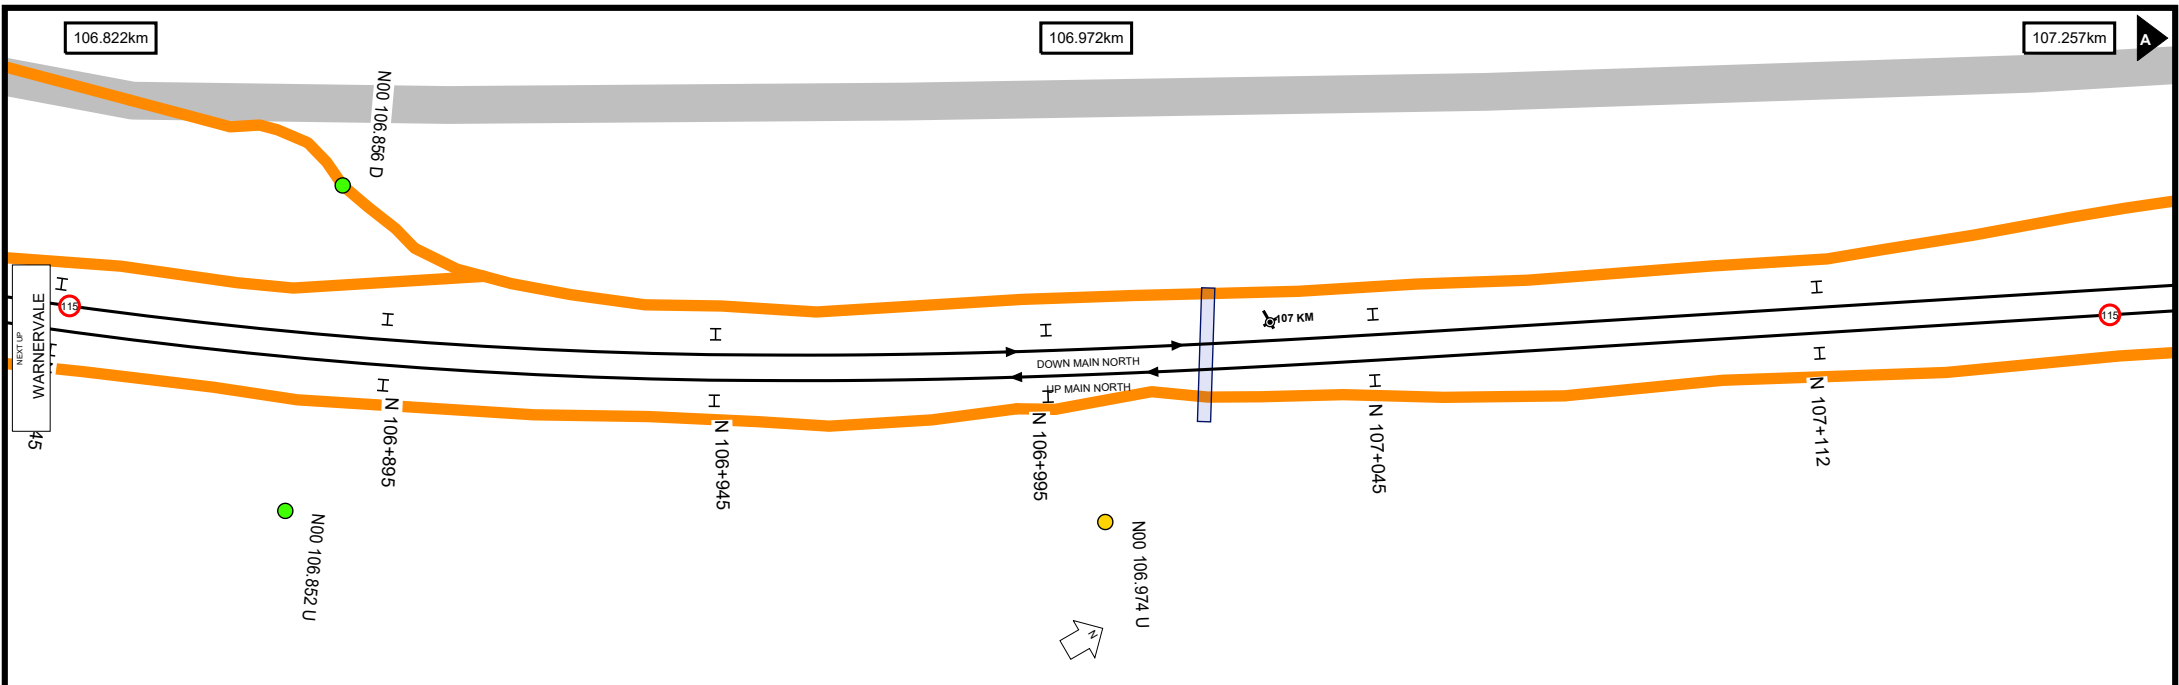 106.822km
106.972km
107.257km
A
N00 106.856 D
NEXT UP
WARNERVALE
115
45
107 KM
115
DOWN MAIN NORTH
UP MAIN NORTH
N 106+895
N 106+945
N 106+995
N 107+045
N 107+112
N00 106.852 U
N00 106.974 U
N